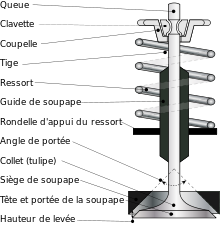 Queue
Clavette
Coupelle
Tige
Ressort
Guide de soupape
Rondelle d'appui du ressort
Angle de portée
Collet (tulipe)
Siège de soupape
Tête et portée de la soupape
Hauteur de levée